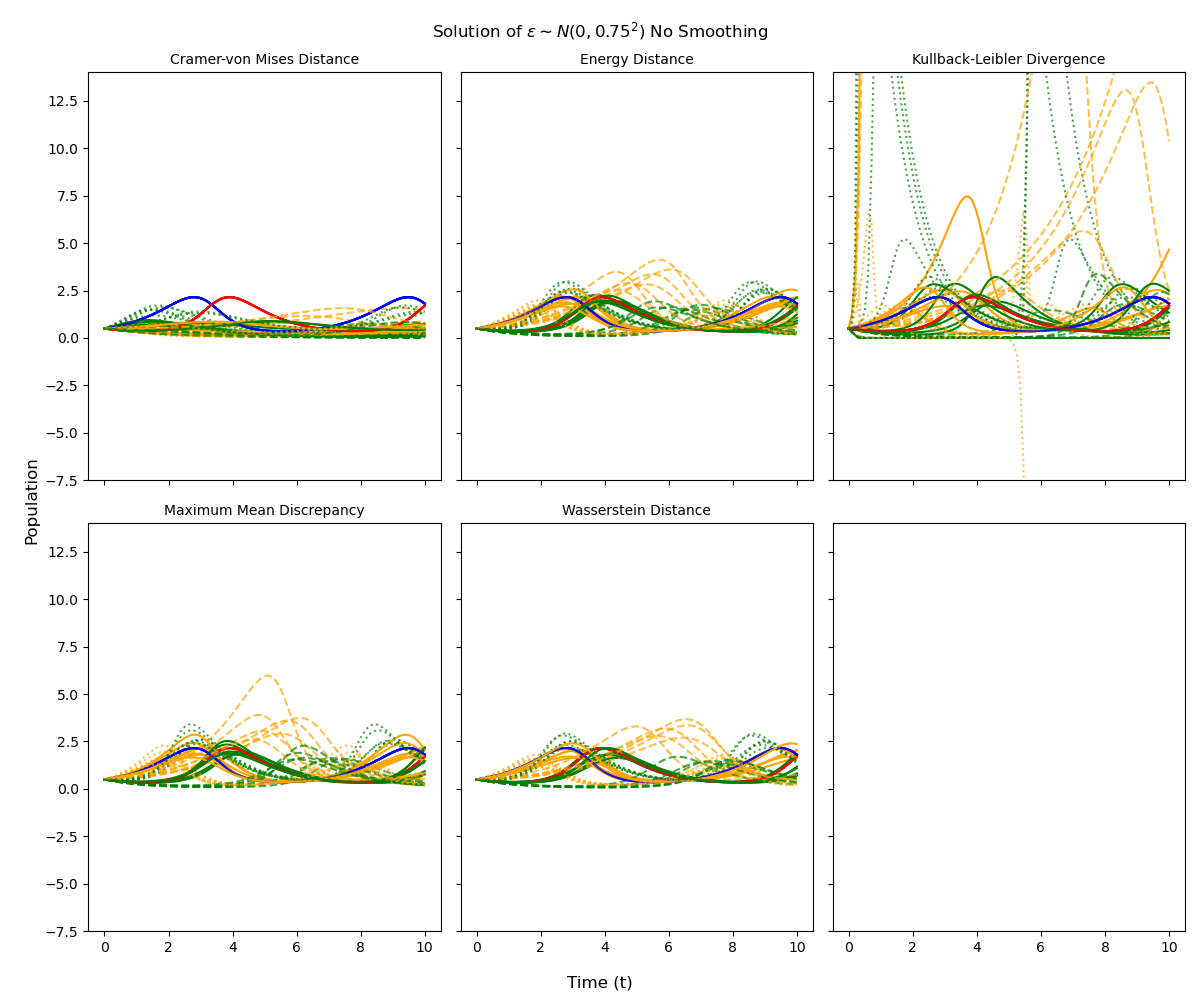 Solution of ε ~ N(0, 0.75²) No Smoothing
Cramer-von Mises Distance
Energy Distance
Kullback-Leibler Divergence
12.5
10.0
7.5
5.0
2.5
0.0
−2.5
−5.0
−7.5
Population
Maximum Mean Discrepancy
Wasserstein Distance
12.5
10.0
7.5
5.0
2.5
0.0
−2.5
−5.0
−7.5
0 2 4 6 8 10
0 2 4 6 8 10
0 2 4 6 8 10
Time (t)